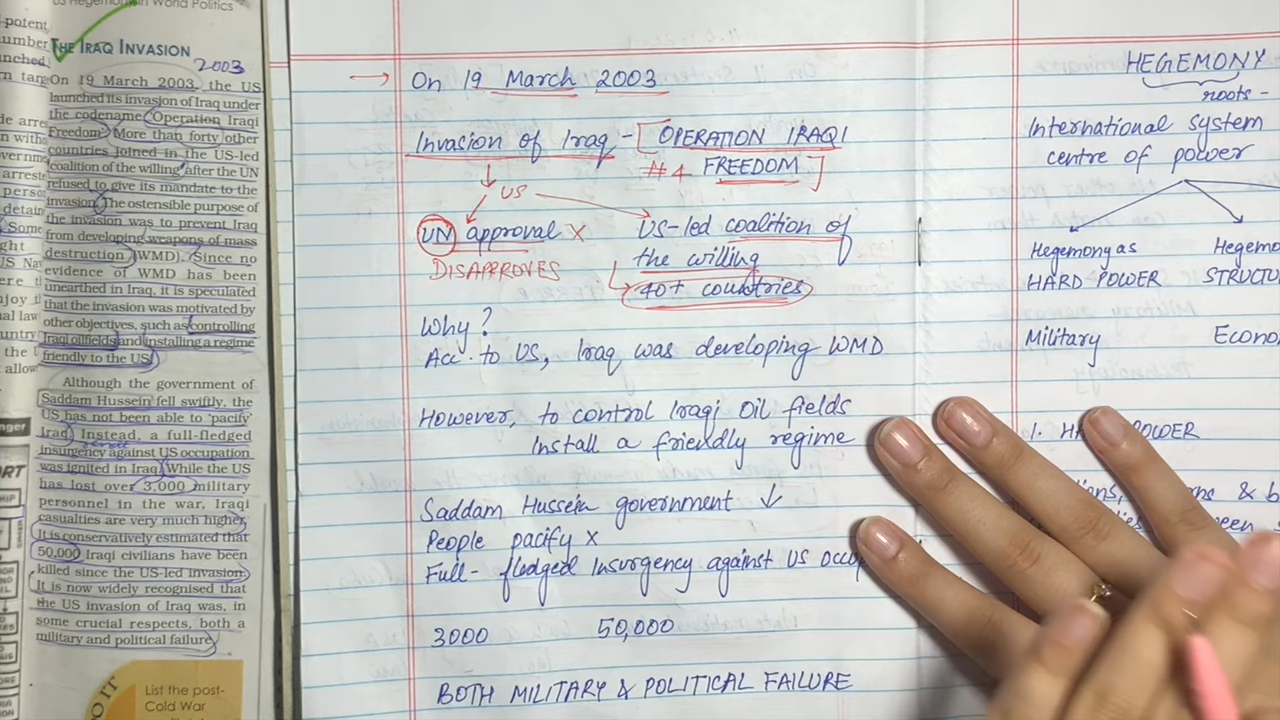 US Hegemony in World Politics
THE IRAQ INVASION
2003
On 19 March 2003, the US
launched its invasion of Iraq under
the codename 'Operation Iraqi
Freedom'. More than forty other
countries joined in the US-led
'coalition of the willing' after the UN
refused to give its mandate to the
invasion. The ostensible purpose of
the invasion was to prevent Iraq
from developing weapons of mass
destruction (WMD). Since no
evidence of WMD has been
unearthed in Iraq, it is speculated
that the invasion was motivated by
other objectives, such as controlling
Iraqi oilfields and installing a regime
friendly to the US.
Although the government of
Saddam Hussein fell swiftly, the
US has not been able to 'pacify'
Iraq. Instead, a full-fledged
insurgency against US occupation
was ignited in Iraq. While the US
has lost over 3,000 military
personnel in the war, Iraqi
casualties are very much higher.
It is conservatively estimated that
50,000 Iraqi civilians have been
killed since the US-led invasion.
It is now widely recognised that
the US invasion of Iraq was, in
some crucial respects, both a
military and political failure.
List the post-
Cold War
→ On 19 March 2003
Invasion of Iraq - [OPERATION IRAQI
#4 FREEDOM]
US
UN approval X
DISAPPROVES
US-led coalition of
the willing
40+ countries
Why?
Acc. to US, Iraq was developing WMD
However, to control Iraqi Oil fields
Install a friendly regime
Saddam Hussein government ↓
People pacify X
Full-fledged Insurgency against US occup
3000 50,000
BOTH MILITARY & POLITICAL FAILURE
HEGEMONY
roots -
International system
centre of power
Hegemony as
HARD POWER
Military
Hegemo
STRUCTU
Econo
1. HA POWER